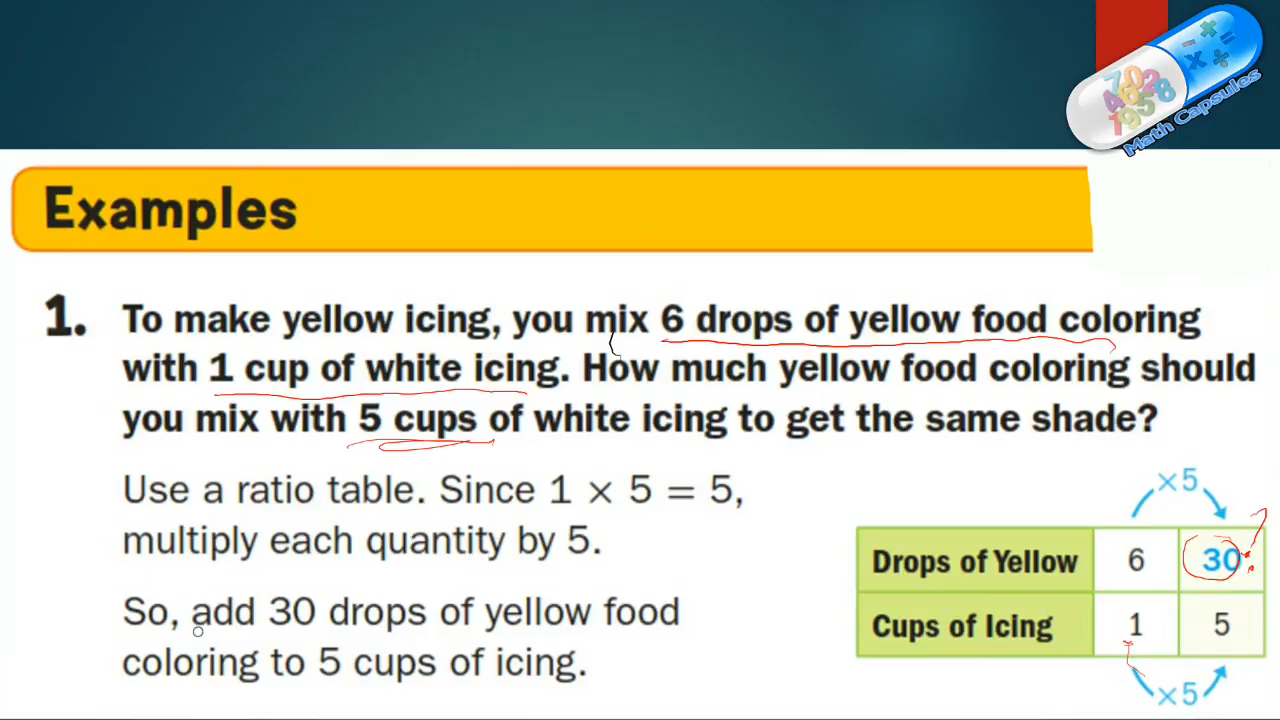 Math Capsules
Examples
1. To make yellow icing, you mix 6 drops of yellow food coloring
with 1 cup of white icing. How much yellow food coloring should
you mix with 5 cups of white icing to get the same shade?
Use a ratio table. Since 1 × 5 = 5,
multiply each quantity by 5.
So, add 30 drops of yellow food
coloring to 5 cups of icing.
×5
Drops of Yellow 6 30 ?
Cups of Icing 1 5
×5